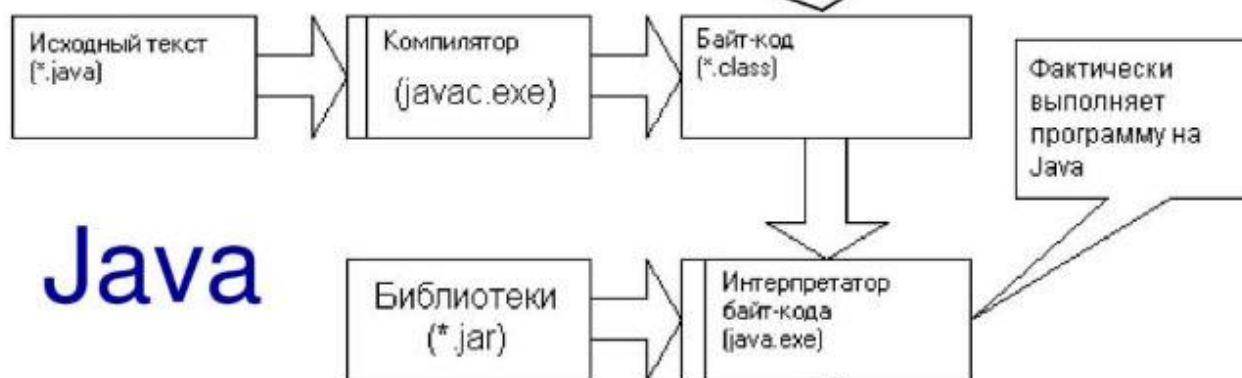 Исходный текст
(*.java)
Компилятор
(javac.exe)
Байт-код
(*.class)
Фактически
выполняет
программу на
Java
Java
Библиотеки
(*.jar)
Интерпретатор
байт-кода
(java.exe)